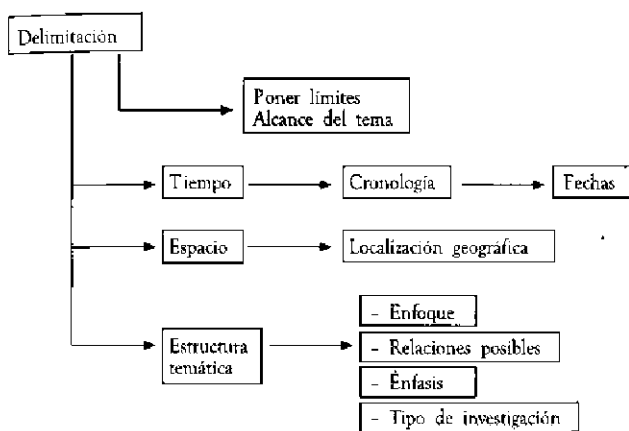 Delimitación
Poner límites
Alcance del tema
Tiempo
Cronología
Fechas
Espacio
Localización geográfica
Estructura
temática
- Enfoque
- Relaciones posibles
- Énfasis
- Tipo de investigación